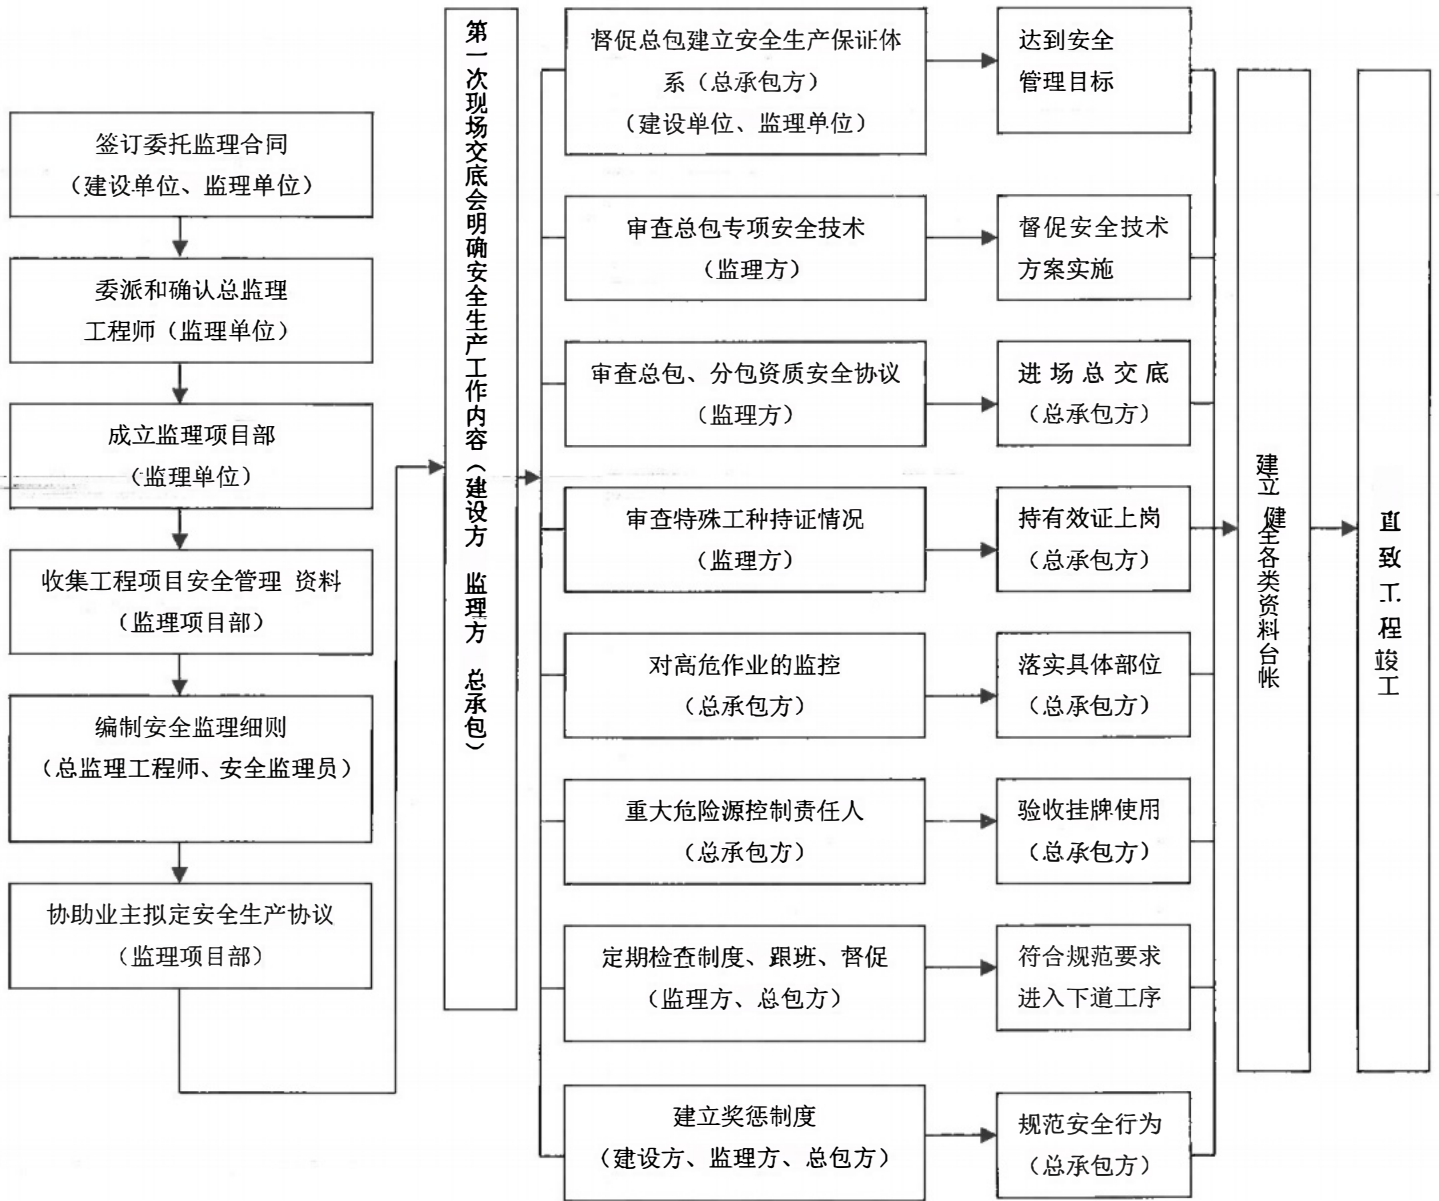 签订委托监理合同
（建设单位、监理单位）
委派和确认总监理
工程师（监理单位）
成立监理项目部
（监理单位）
收集工程项目安全管理 资料
（监理项目部）
编制安全监理细则
（总监理工程师、安全监理员）
协助业主拟定安全生产协议
（监理项目部）
第一次现场交底会明确安全生产工作内容（建设方 监理方 总承包）
督促总包建立安全生产保证体
系（总承包方）
（建设单位、监理单位）
达到安全
管理目标
审查总包专项安全技术
（监理方）
督促安全技术
方案实施
审查总包、分包资质安全协议
（监理方）
进 场 总 交 底
（总承包方）
审查特殊工种持证情况
（监理方）
持有效证上岗
（总承包方）
对高危作业的监控
（总承包方）
落实具体部位
（总承包方）
重大危险源控制责任人
（总承包方）
验收挂牌使用
（总承包方）
定期检查制度、跟班、督促
（监理方、总包方）
符合规范要求
进入下道工序
建立奖惩制度
（建设方、监理方、总包方）
规范安全行为
（总承包方）
建立 健全各类资料台帐
直致工程竣工